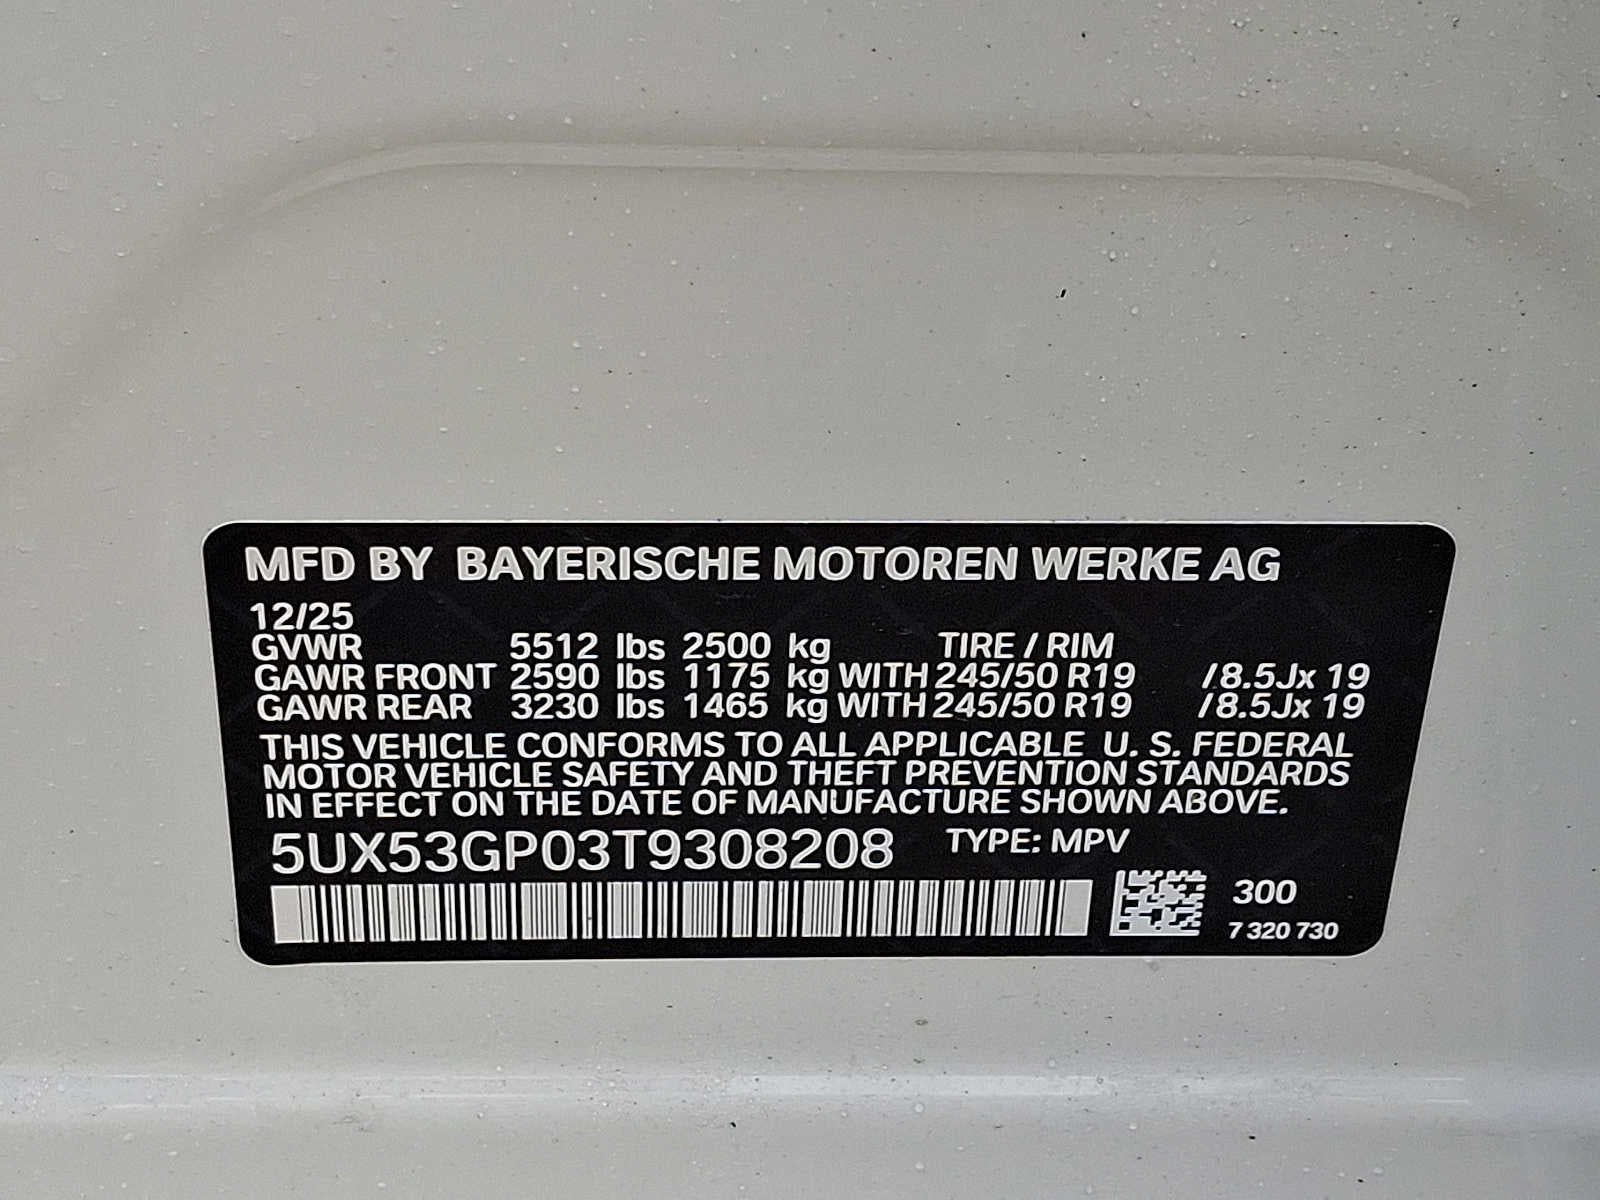 MFD BY BAYERISCHE MOTOREN WERKE AG
12/25
GVWR 5512 lbs 2500 kg TIRE / RIM
GAWR FRONT 2590 lbs 1175 kg WITH 245/50 R19 /8.5Jx 19
GAWR REAR 3230 lbs 1465 kg WITH 245/50 R19 /8.5Jx 19
THIS VEHICLE CONFORMS TO ALL APPLICABLE U. S. FEDERAL
MOTOR VEHICLE SAFETY AND THEFT PREVENTION STANDARDS
IN EFFECT ON THE DATE OF MANUFACTURE SHOWN ABOVE.
5UX53GP03T9308208 TYPE: MPV
300
7 320 730